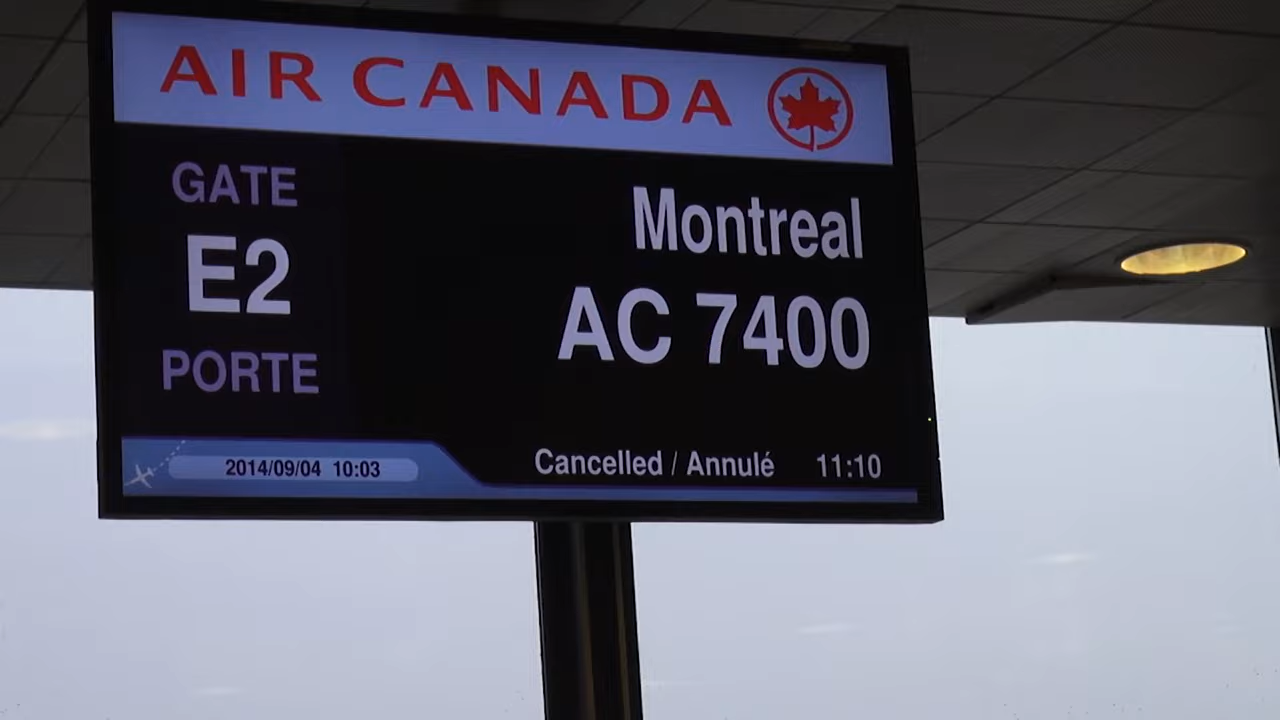 AIR CANADA
GATE
E2
PORTE
Montreal
AC 7400
2014/09/04 10:03
Cancelled / Annulé 11:10